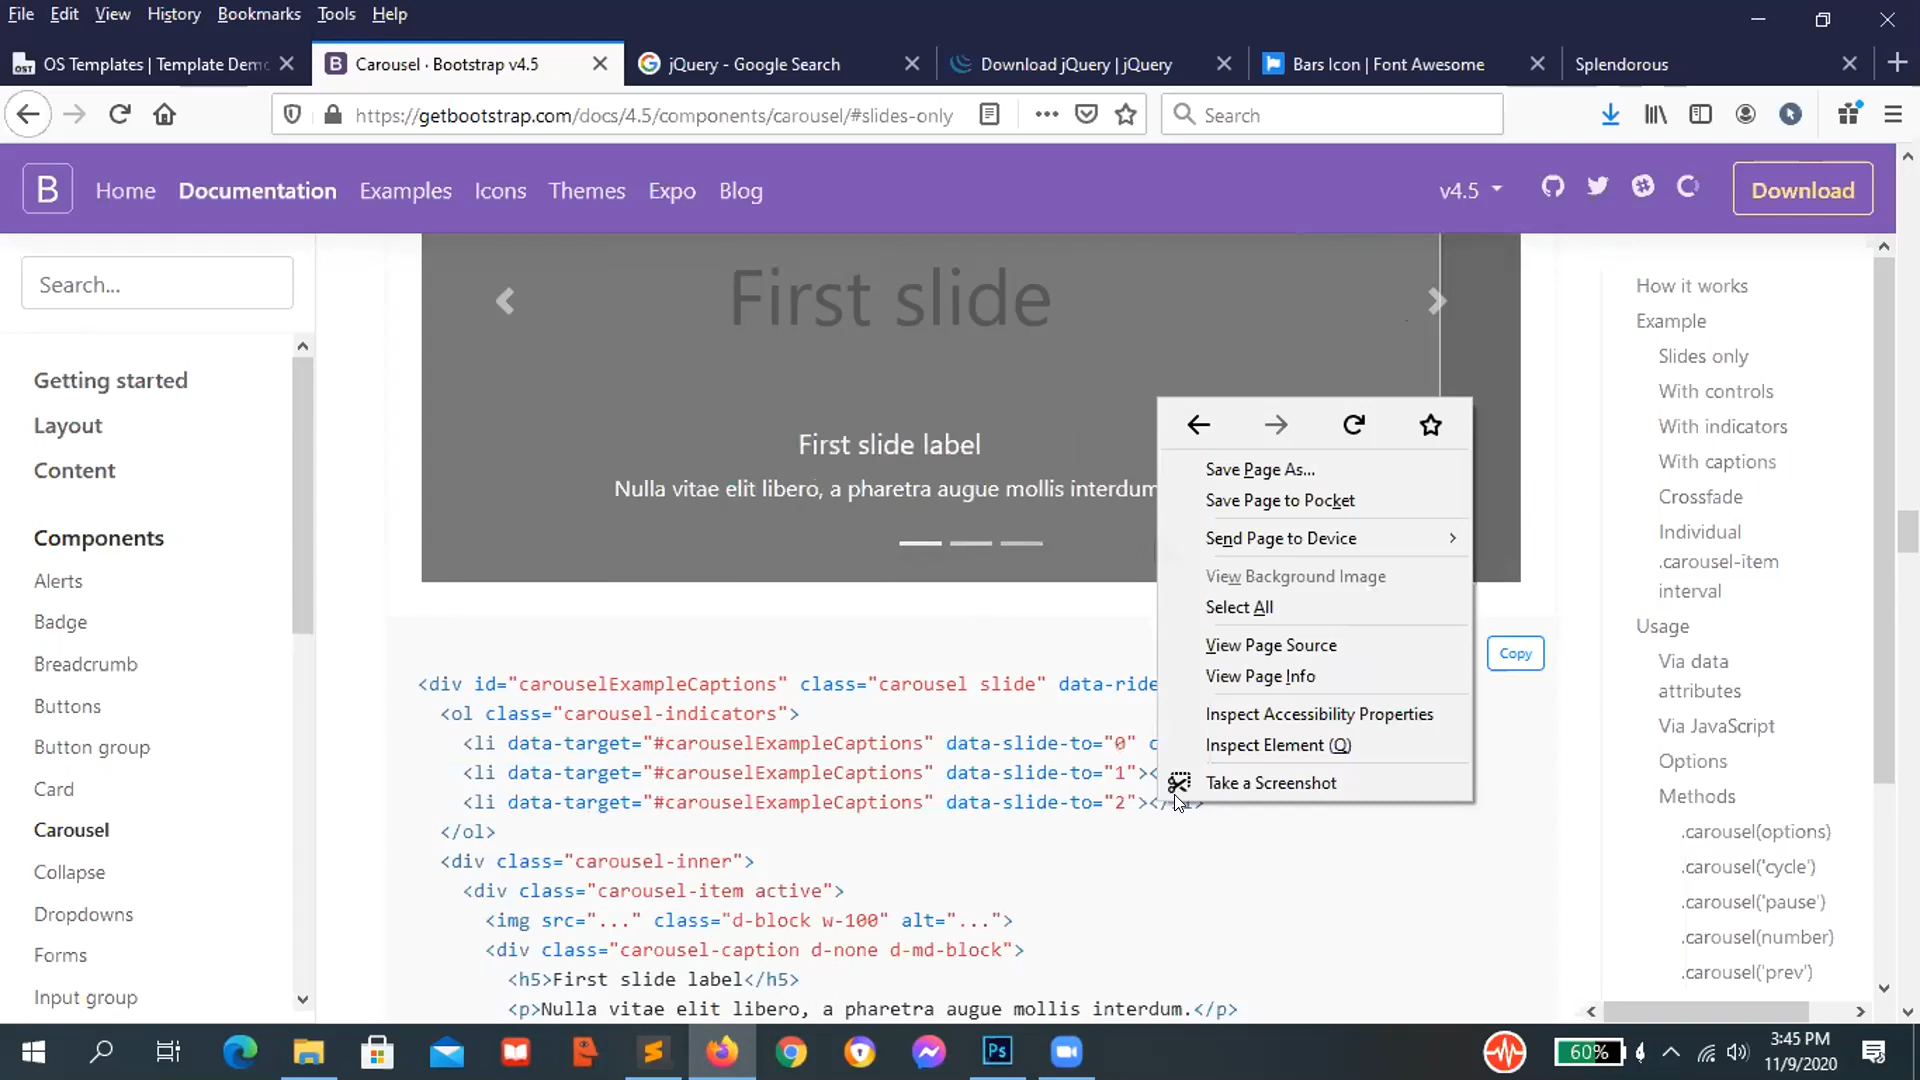 File Edit View History Bookmarks Tools Help
OS Templates | Template Demo
Carousel · Bootstrap v4.5
jQuery - Google Search
Download jQuery | jQuery
Bars Icon | Font Awesome
Splendorous
https://getbootstrap.com/docs/4.5/components/carousel/#slides-only
Search
B Home Documentation Examples Icons Themes Expo Blog v4.5 Download
Search...
Getting started
Layout
Content
Components
Alerts
Badge
Breadcrumb
Buttons
Button group
Card
Carousel
Collapse
Dropdowns
Forms
Input group
First slide
First slide label
Nulla vitae elit libero, a pharetra augue mollis interdum
Save Page As...
Save Page to Pocket
Send Page to Device
View Background Image
Select All
View Page Source
View Page Info
Inspect Accessibility Properties
Inspect Element (Q)
Take a Screenshot
Copy
<div id="carouselExampleCaptions" class="carousel slide" data-ride
<ol class="carousel-indicators">
<li data-target="#carouselExampleCaptions" data-slide-to="0" c
<li data-target="#carouselExampleCaptions" data-slide-to="1"><
<li data-target="#carouselExampleCaptions" data-slide-to="2"></li>
</ol>
<div class="carousel-inner">
<div class="carousel-item active">
<img src="..." class="d-block w-100" alt="...">
<div class="carousel-caption d-none d-md-block">
<h5>First slide label</h5>
<p>Nulla vitae elit libero, a pharetra augue mollis interdum.</p>
How it works
Example
Slides only
With controls
With indicators
With captions
Crossfade
Individual
.carousel-item
interval
Usage
Via data
attributes
Via JavaScript
Options
Methods
.carousel(options)
.carousel('cycle')
.carousel('pause')
.carousel(number)
.carousel('prev')
Ps
60%
3:45 PM
11/9/2020